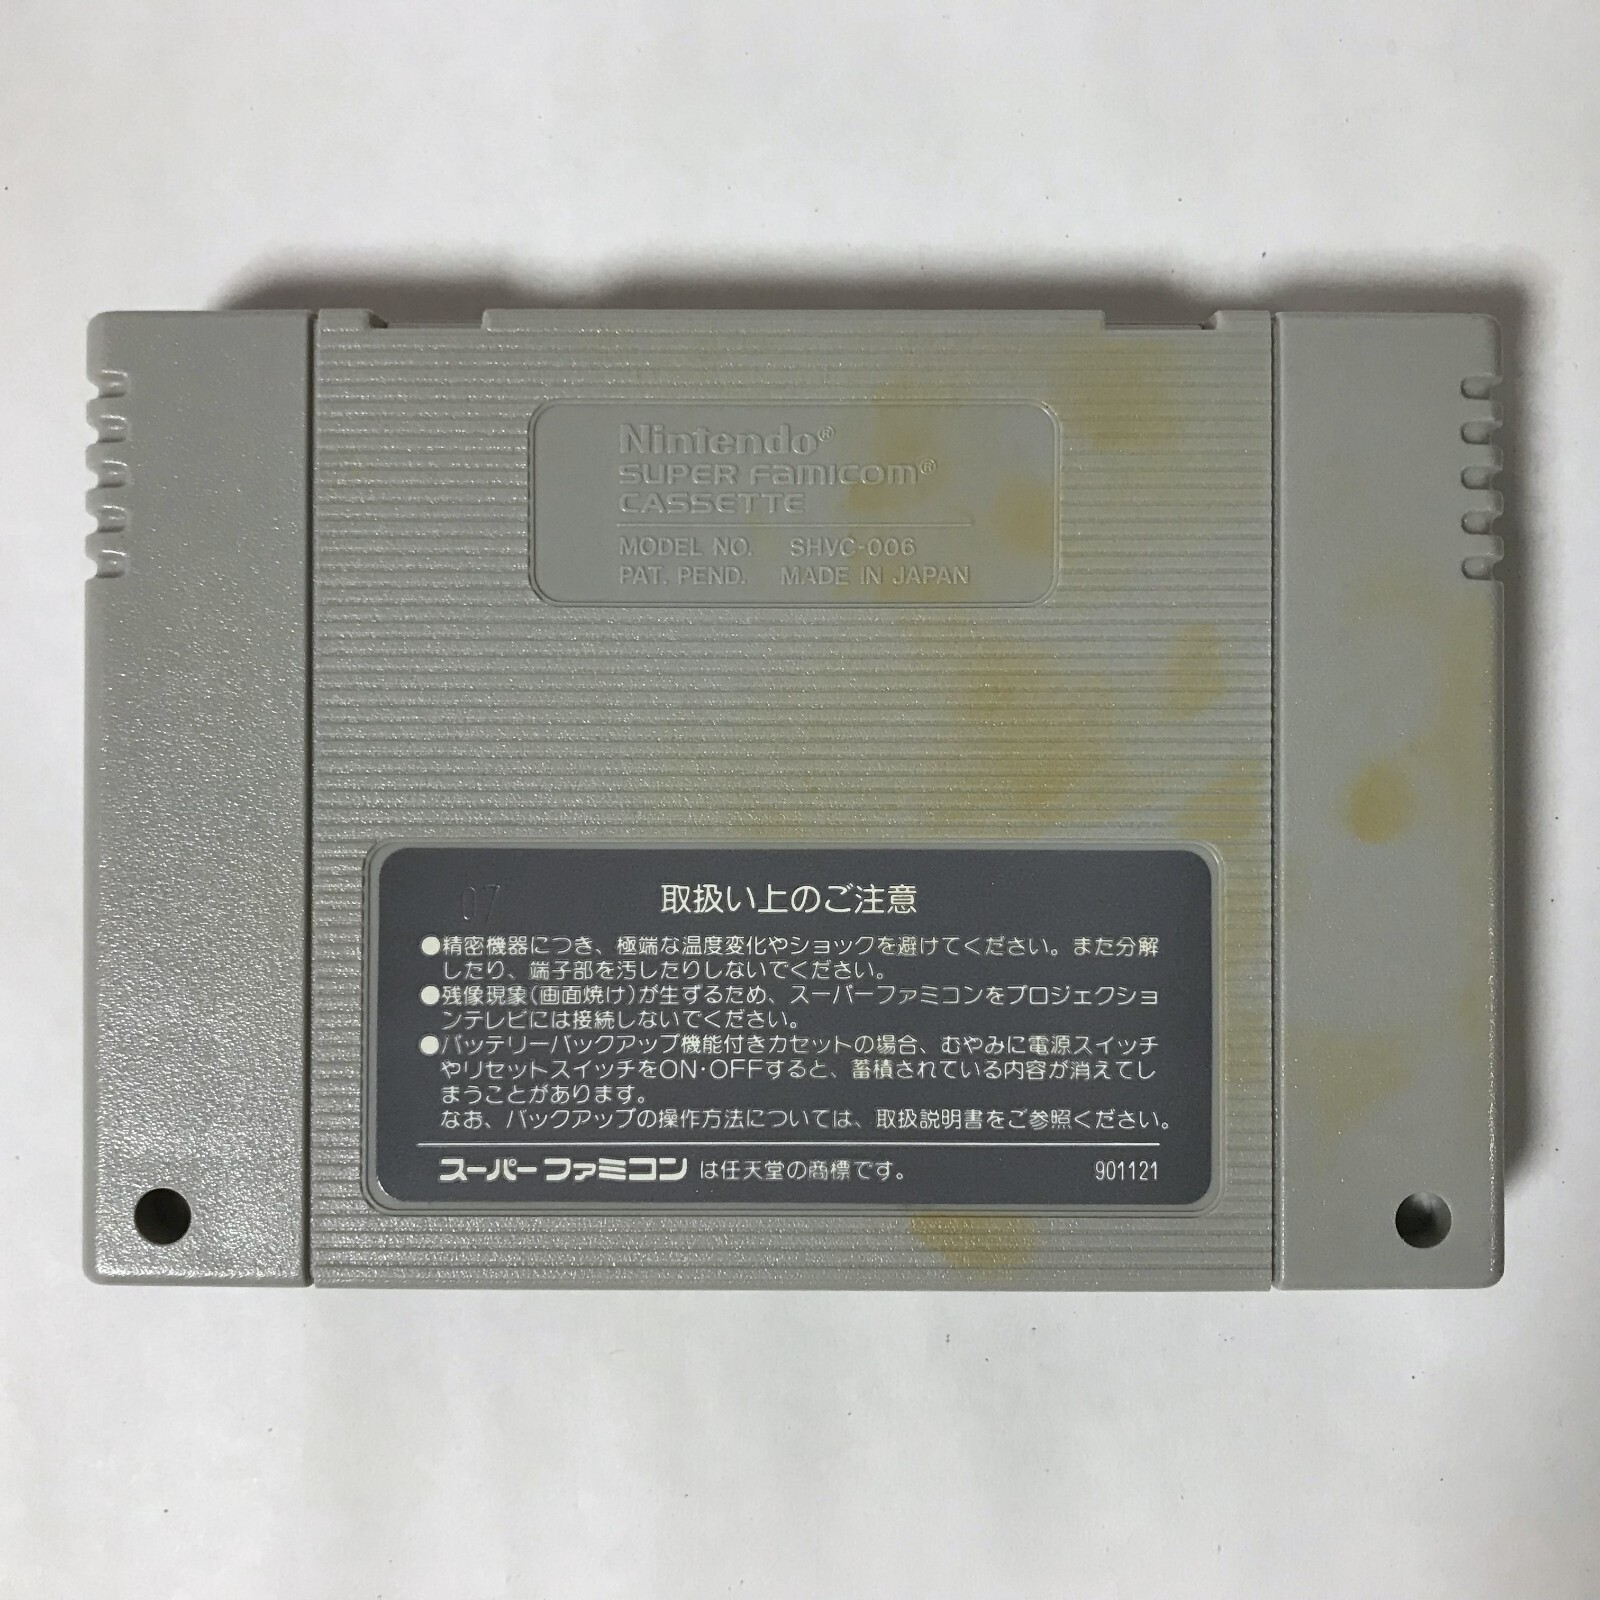 Nintendo®
SUPER FAMICOM®
CASSETTE
MODEL NO. SHVC-006
PAT. PEND. MADE IN JAPAN
07
取扱い上のご注意
●精密機器につき、極端な温度変化やショックを避けてください。また分解
したり、端子部を汚したりしないでください。
●残像現象(画面焼け)が生ずるため、スーパーファミコンをプロジェクショ
ンテレビには接続しないでください。
●バッテリーバックアップ機能付きカセットの場合、むやみに電源スイッチ
やリセットスイッチをON・OFFすると、蓄積されている内容が消えてし
まうことがあります。
なお、バックアップの操作方法については、取扱説明書をご参照ください。
スーパーファミコン は任天堂の商標です。 901121